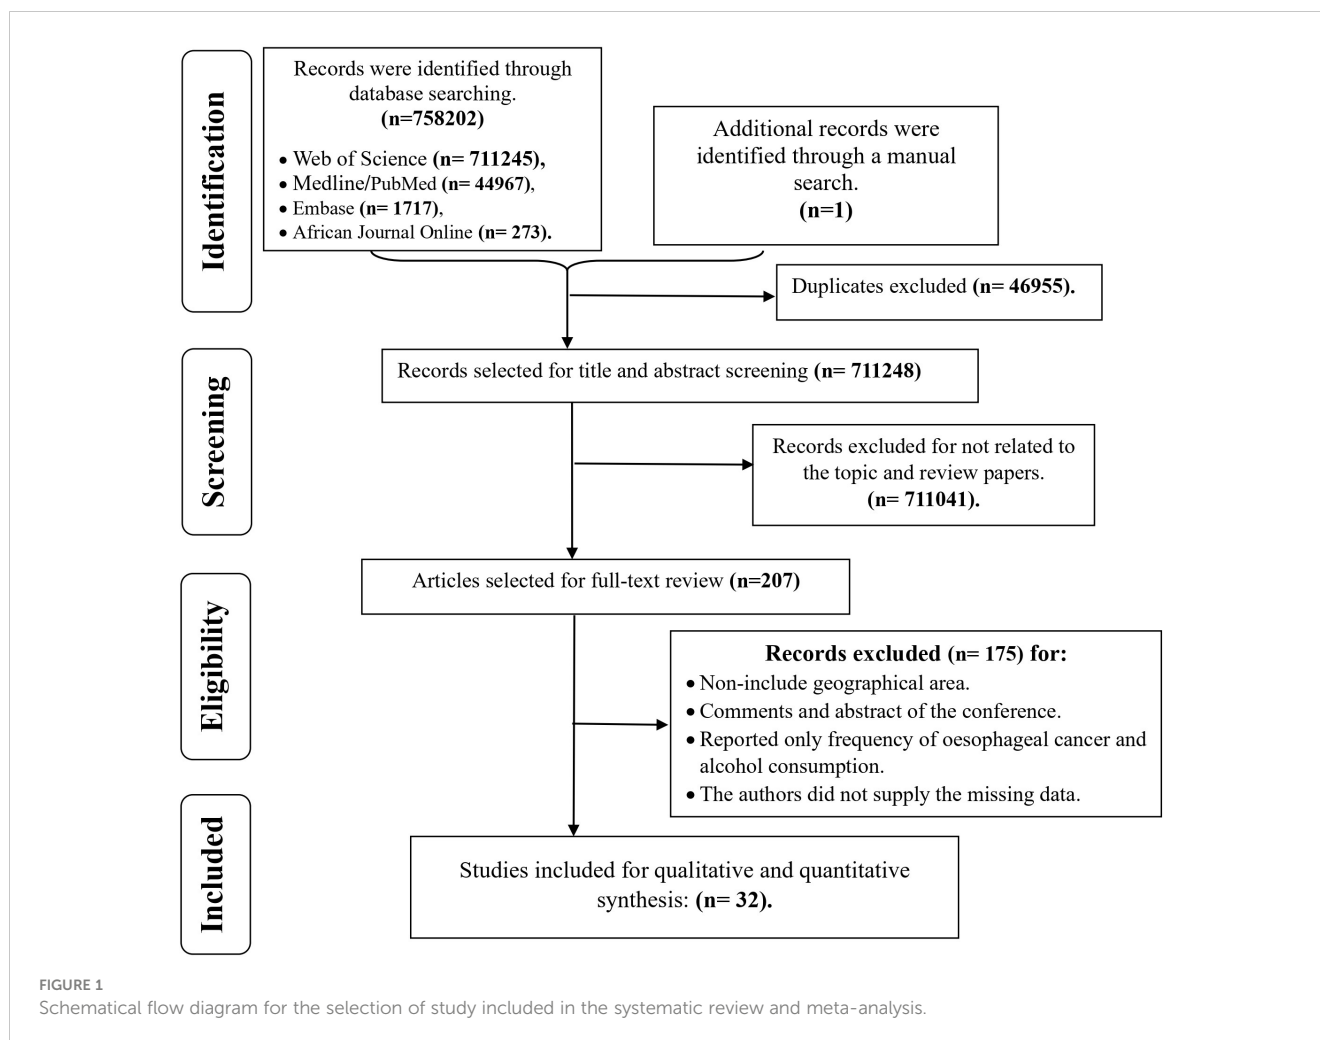 Identification
Records were identified through
database searching.
(n=758202)
• Web of Science (n= 711245),
• Medline/PubMed (n= 44967),
• Embase (n= 1717),
• African Journal Online (n= 273).
Additional records were
identified through a manual
search.
(n=1)
Duplicates excluded (n= 46955).
Screening
Records selected for title and abstract screening (n= 711248)
Records excluded for not related to
the topic and review papers.
(n= 711041).
Eligibility
Articles selected for full-text review (n=207)
Records excluded (n= 175) for:
• Non-include geographical area.
• Comments and abstract of the conference.
• Reported only frequency of oesophageal cancer and
alcohol consumption.
• The authors did not supply the missing data.
Included
Studies included for qualitative and quantitative
synthesis: (n= 32).
FIGURE 1
Schematical flow diagram for the selection of study included in the systematic review and meta-analysis.